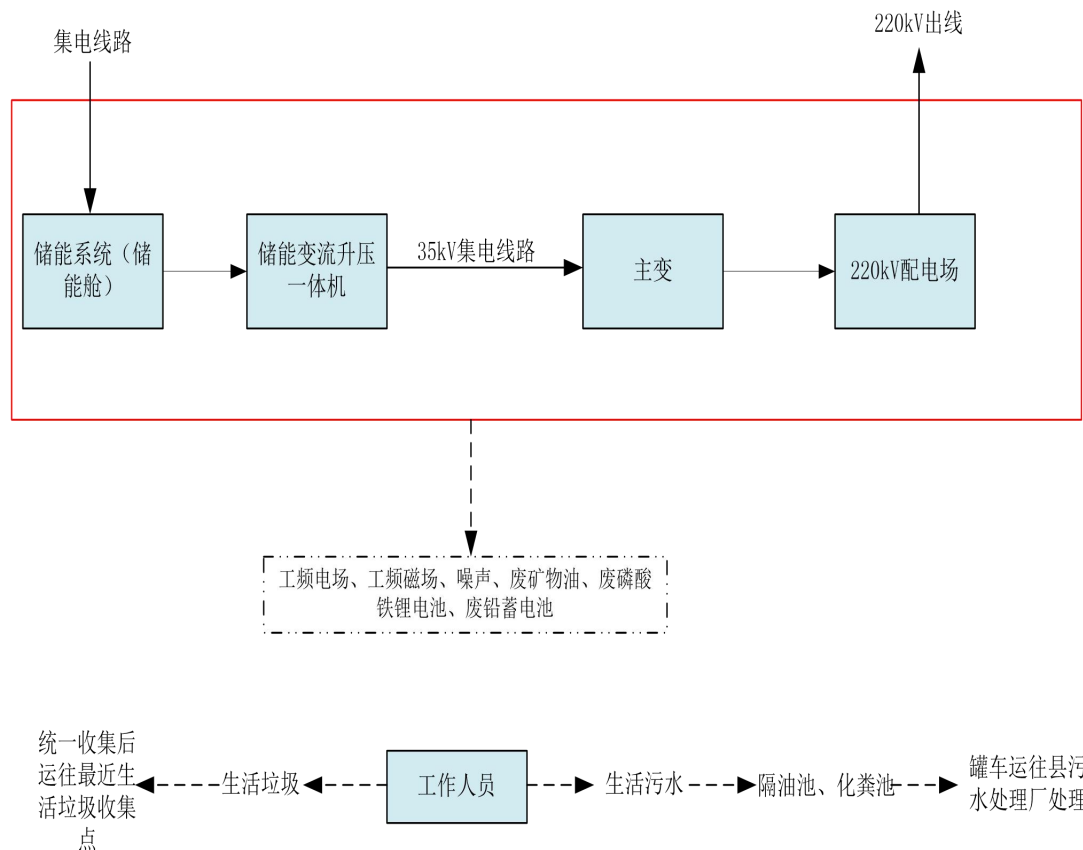 集电线路
220kV出线
储能系统（储
能舱）
储能变流升压
一体机
35kV集电线路
主变
220kV配电场
工频电场、工频磁场、噪声、废矿物油、废磷酸
铁锂电池、废铅蓄电池
统一收集后
运往最近生
活垃圾收集
点
生活垃圾
工作人员
生活污水
隔油池、化粪池
罐车运往县污
水处理厂处理